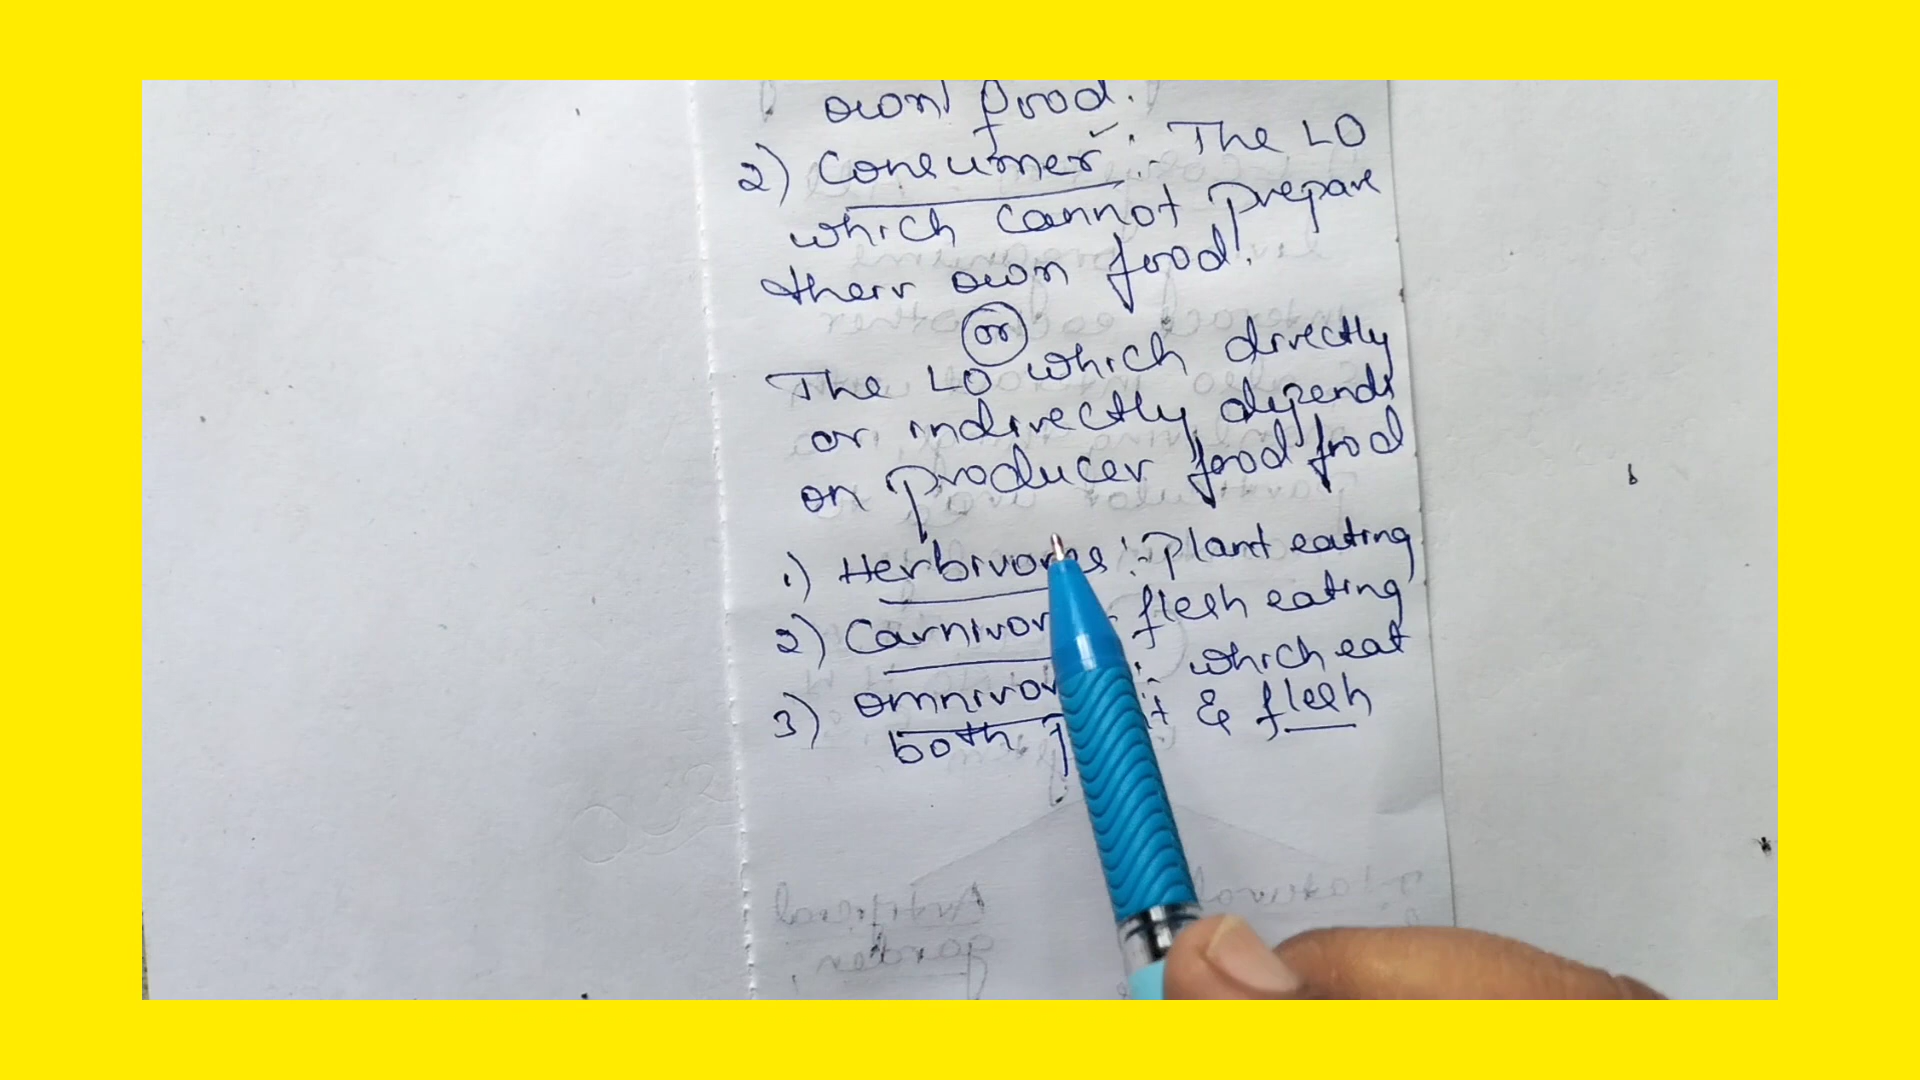 own food.
2) Consumer :- The LO
which cannot prepare
their own food.
or
The LO which directly
or indirectly depends
on producer food food
1) Herbivores :- Plant eating
2) Carnivor - flesh eating
3) omnivor :- which eat
both & flesh
Artificial
garden